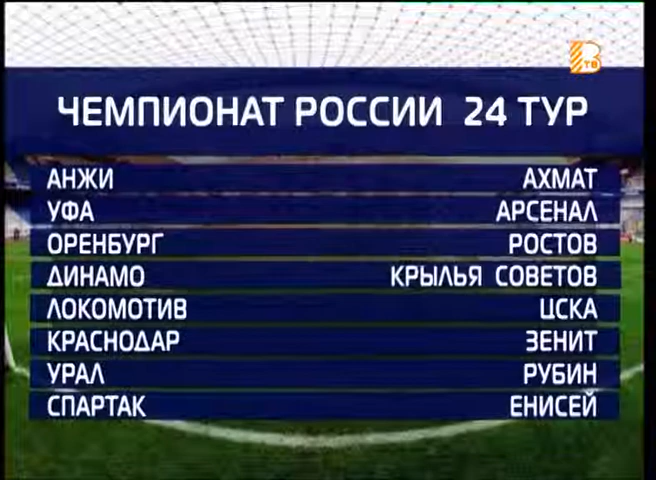 ТВ
ЧЕМПИОНАТ РОССИИ 24 ТУР
АНЖИ АХМАТ
УФА АРСЕНАЛ
ОРЕНБУРГ РОСТОВ
ДИНАМО КРЫЛЬЯ СОВЕТОВ
ЛОКОМОТИВ ЦСКА
КРАСНОДАР ЗЕНИТ
УРАЛ РУБИН
СПАРТАК ЕНИСЕЙ